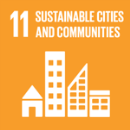 11 SUSTAINABLE CITIES
AND COMMUNITIES